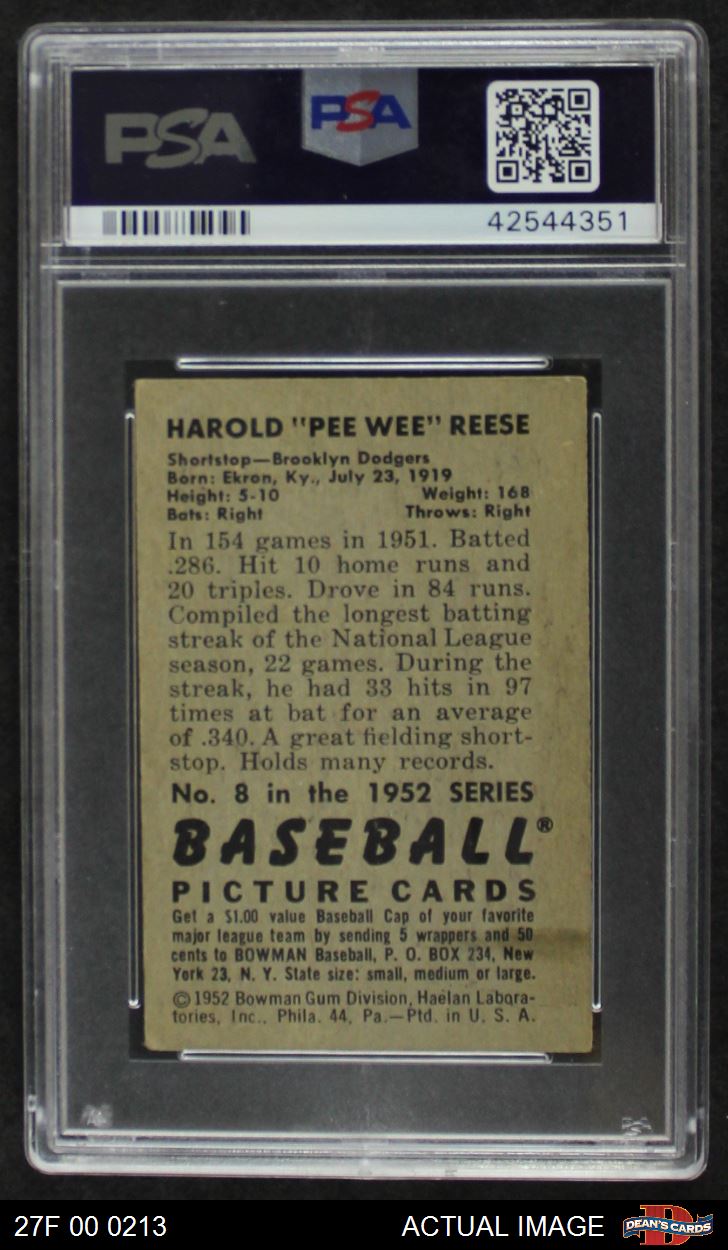 PSA PSA
42544351
HAROLD "PEE WEE" REESE
Shortstop—Brooklyn Dodgers
Born: Ekron, Ky., July 23, 1919
Height: 5-10 Weight: 168
Bats: Right Throws: Right
In 154 games in 1951. Batted
.286. Hit 10 home runs and
20 triples. Drove in 84 runs.
Compiled the longest batting
streak of the National League
season, 22 games. During the
streak, he had 33 hits in 97
times at bat for an average
of .340. A great fielding short-
stop. Holds many records.
No. 8 in the 1952 SERIES
BASEBALL®
PICTURE CARDS
Get a $1.00 value Baseball Cap of your favorite
major league team by sending 5 wrappers and 50
cents to BOWMAN Baseball, P. O. BOX 234, New
York 23, N. Y. State size: small, medium or large.
©1952 Bowman Gum Division, Haelan Labora-
tories, Inc., Phila. 44, Pa.—Ptd. in U. S. A.
PSA
27F 00 0213 ACTUAL IMAGE DEAN'S CARDS